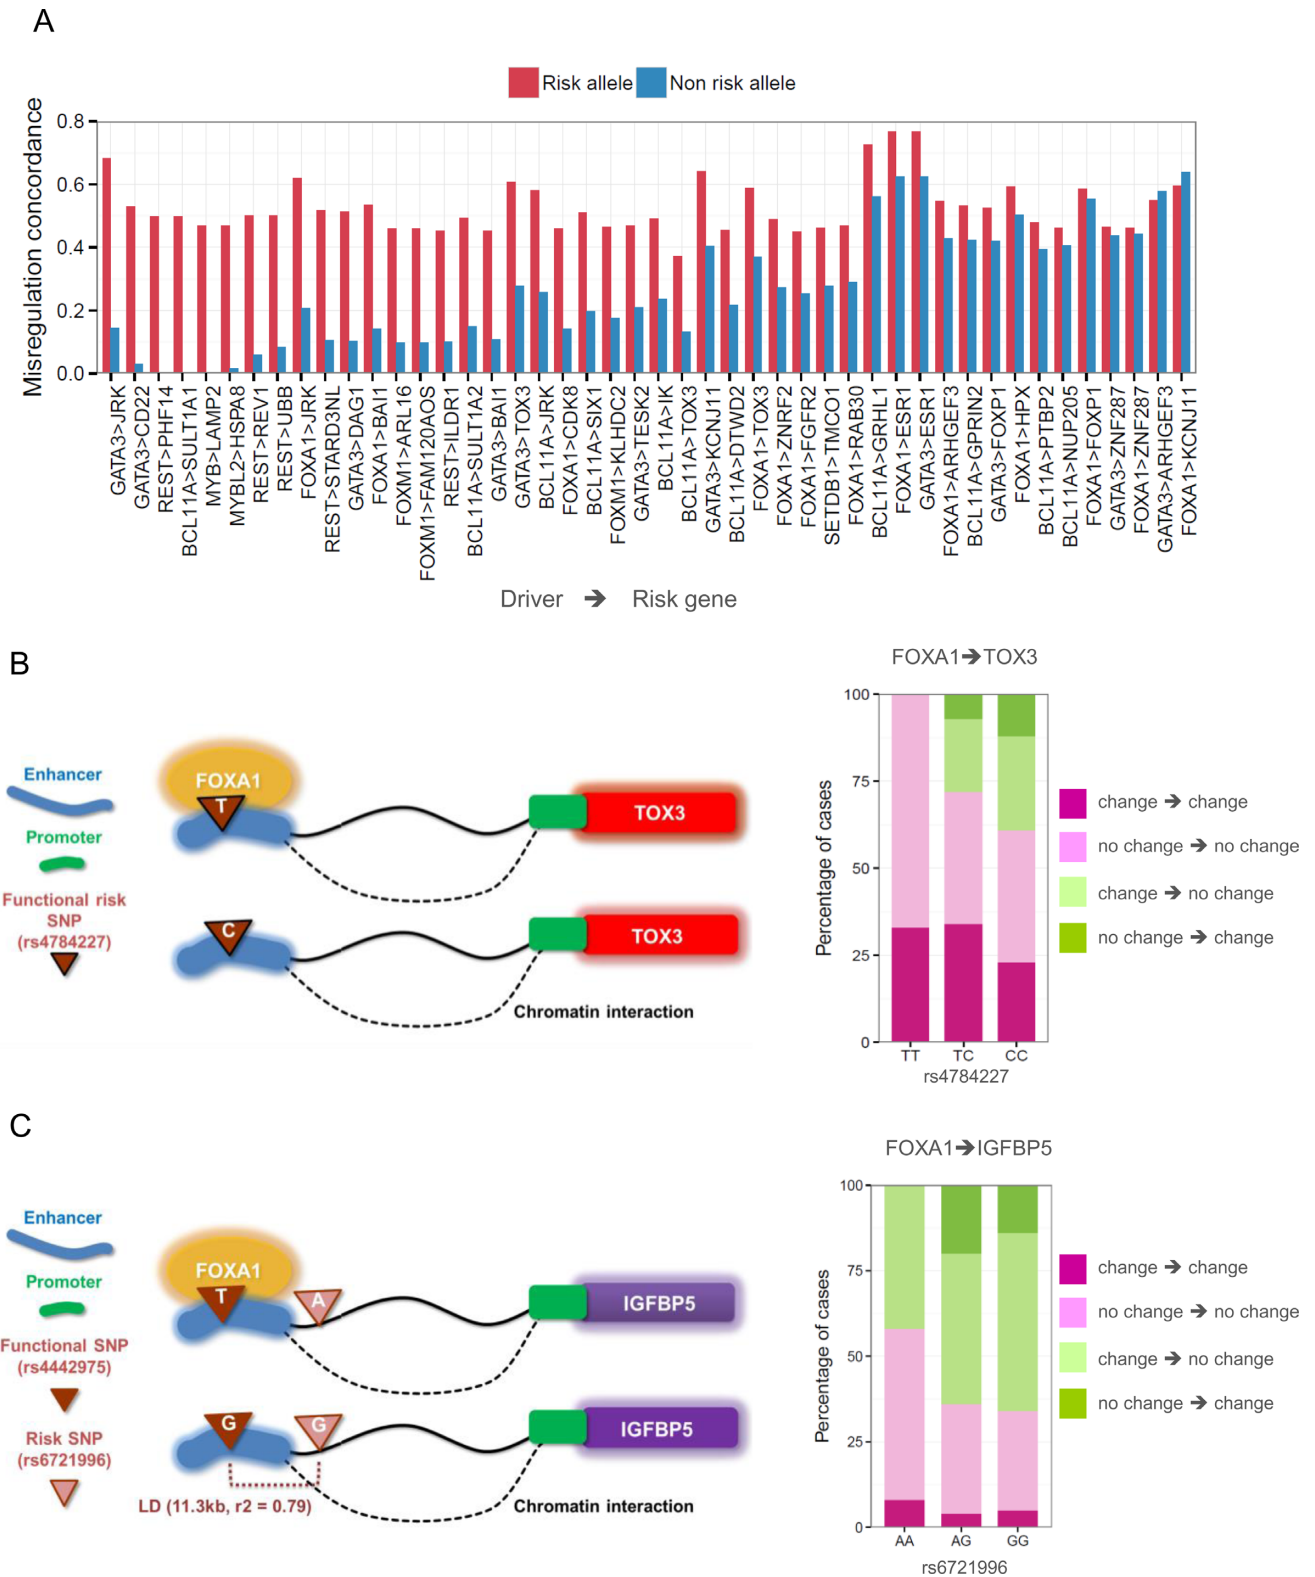 A
Risk allele
Non risk allele
Misregulation concordance
0.8
0.6
0.4
0.2
0.0
GATA3>JRK
GATA3>CD22
REST>PHF14
BCL11A>SULT1A1
MYB>LAMP2
MYBL2>HSPA8
REST>REV1
REST>UBB
FOXA1>JRK
REST>STARD3NL
GATA3>DAG1
FOXA1>BAI1
FOXM1>ARL16
FOXM1>FAM120AOS
REST>ILDR1
BCL11A>SULT1A2
GATA3>BAI1
GATA3>TOX3
BCL11A>JRK
FOXA1>CDK8
BCL11A>SIX1
FOXM1>KLHDC2
GATA3>TESK2
BCL11A>IK
BCL11A>TOX3
GATA3>KCNJ11
BCL11A>DTWD2
FOXA1>TOX3
FOXA1>ZNRF2
FOXA1>FGFR2
SETDB1>TMCO1
FOXA1>RAB30
BCL11A>GRHL1
FOXA1>ESR1
GATA3>ESR1
FOXA1>ARHGEF3
BCL11A>GPRIN2
GATA3>FOXP1
FOXA1>HPX
BCL11A>PTBP2
BCL11A>NUP205
FOXA1>FOXP1
GATA3>ZNF287
FOXA1>ZNF287
GATA3>ARHGEF3
FOXA1>KCNJ11
Driver ➔ Risk gene
B
Enhancer
Promoter
Functional risk
SNP
(rs4784227)
FOXA1
T
TOX3
C
TOX3
Chromatin interaction
FOXA1➔TOX3
Percentage of cases
100
75
50
25
0
TT TC CC
rs4784227
change ➔ change
no change ➔ no change
change ➔ no change
no change ➔ change
C
Enhancer
Promoter
Functional SNP
(rs4442975)
Risk SNP
(rs6721996)
FOXA1
T
A
IGFBP5
G
G
IGFBP5
LD (11.3kb, r2 = 0.79)
Chromatin interaction
FOXA1➔IGFBP5
Percentage of cases
100
75
50
25
0
AA AG GG
rs6721996
change ➔ change
no change ➔ no change
change ➔ no change
no change ➔ change